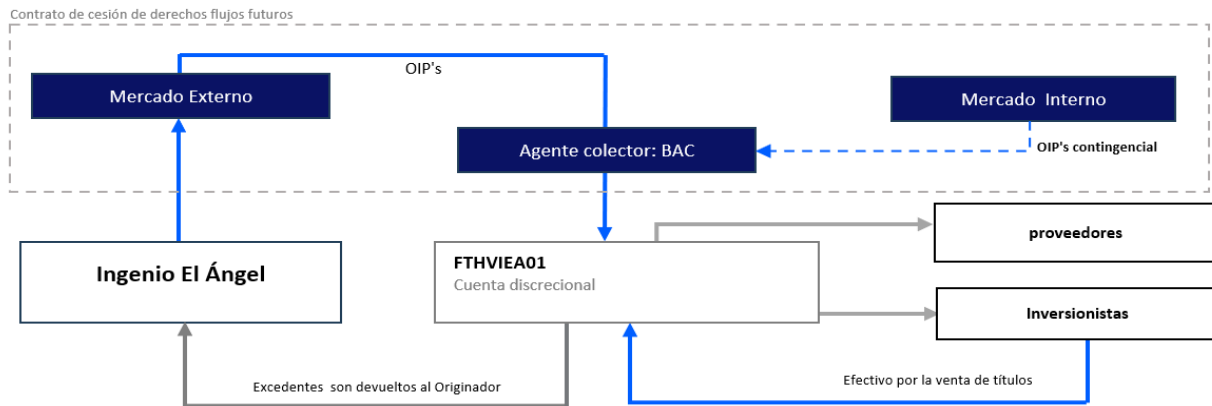 Contrato de cesión de derechos flujos futuros
OIP's
Mercado Externo
Mercado  Interno
Agente colector: BAC
OIP's contingencial
Ingenio El Ángel
FTHVIEA01
Cuenta discrecional
proveedores
Inversionistas
Excedentes  son devueltos al Originador
Efectivo por la venta de títulos